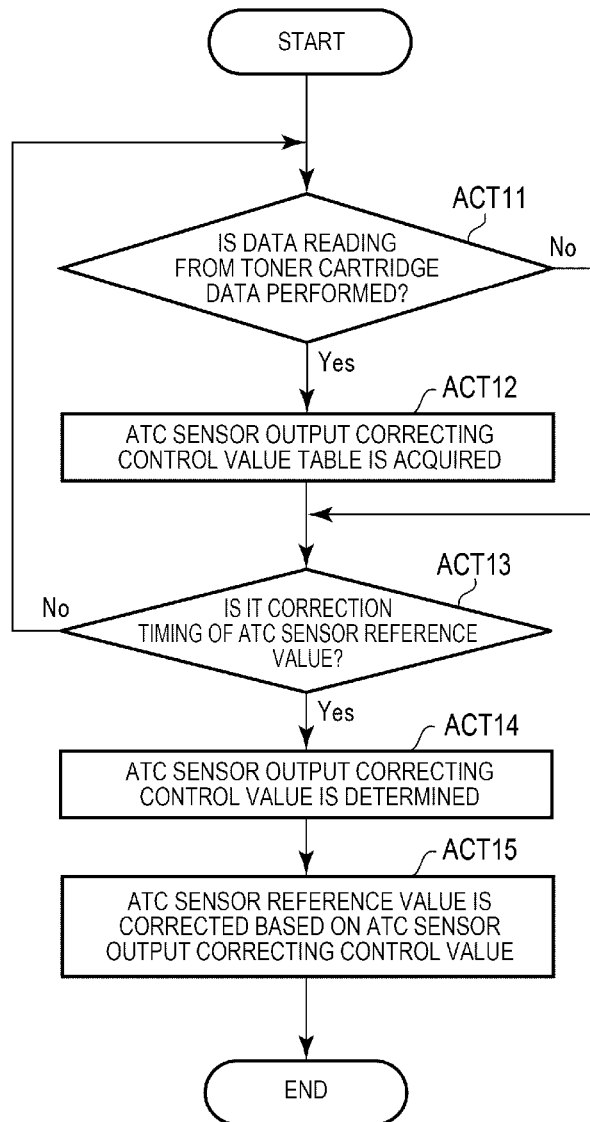 START
ACT11
IS DATA READING
FROM TONER CARTRIDGE
DATA PERFORMED?
No
Yes
ACT12
ATC SENSOR OUTPUT CORRECTING
CONTROL VALUE TABLE IS ACQUIRED
ACT13
No
IS IT CORRECTION
TIMING OF ATC SENSOR REFERENCE
VALUE?
Yes
ACT14
ATC SENSOR OUTPUT CORRECTING
CONTROL VALUE IS DETERMINED
ACT15
ATC SENSOR REFERENCE VALUE IS
CORRECTED BASED ON ATC SENSOR
OUTPUT CORRECTING CONTROL VALUE
END